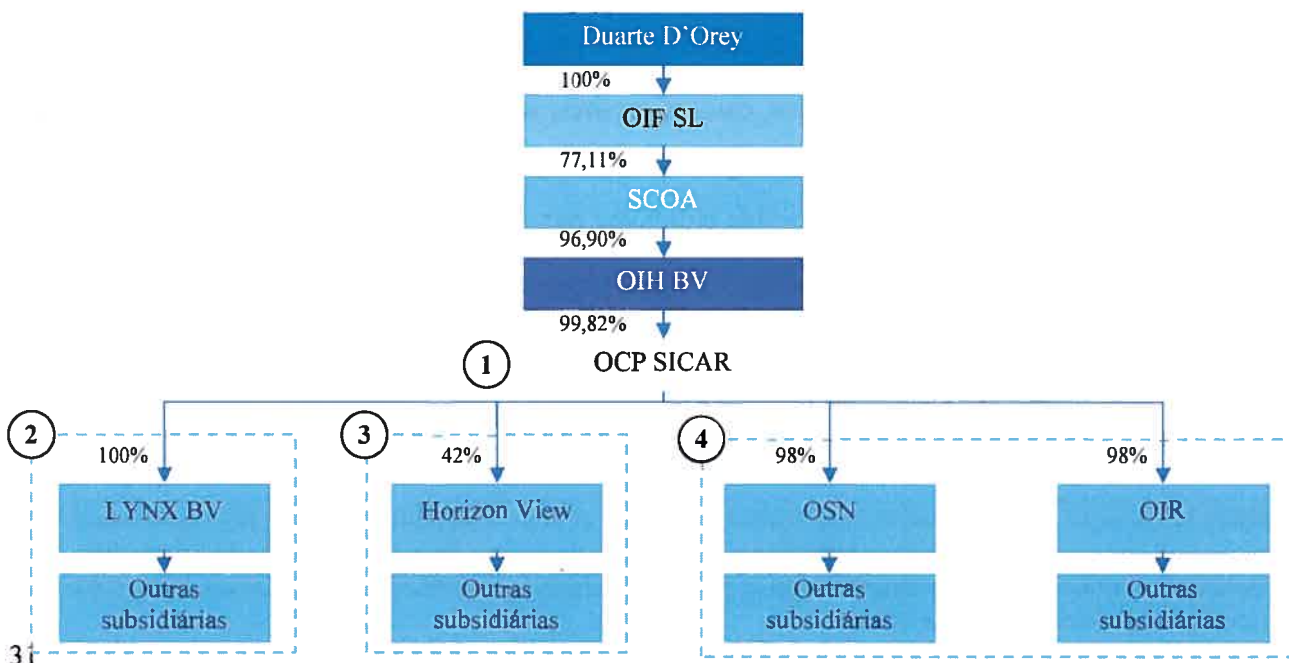 Duarte D'Orey
100%
OIF SL
77,11%
SCOA
96,90%
OIH BV
99,82%
1
OCP SICAR
2
3
4
100%
42%
98%
98%
LYNX BV
Horizon View
OSN
OIR
Outras
subsidiárias
Outras
subsidiárias
Outras
subsidiárias
Outras
subsidiárias
31